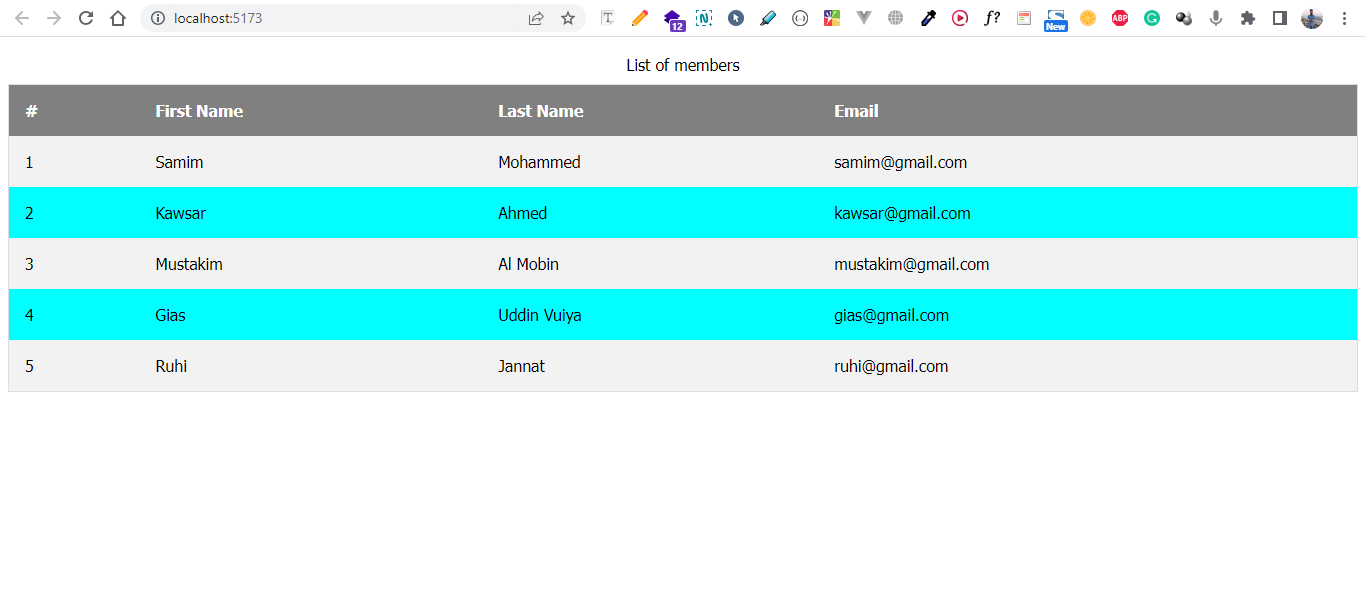 localhost:5173
T
12
N
f?
New
ABP
G
List of members
# First Name Last Name Email
1 Samim Mohammed samim@gmail.com
2 Kawsar Ahmed kawsar@gmail.com
3 Mustakim Al Mobin mustakim@gmail.com
4 Gias Uddin Vuiya gias@gmail.com
5 Ruhi Jannat ruhi@gmail.com